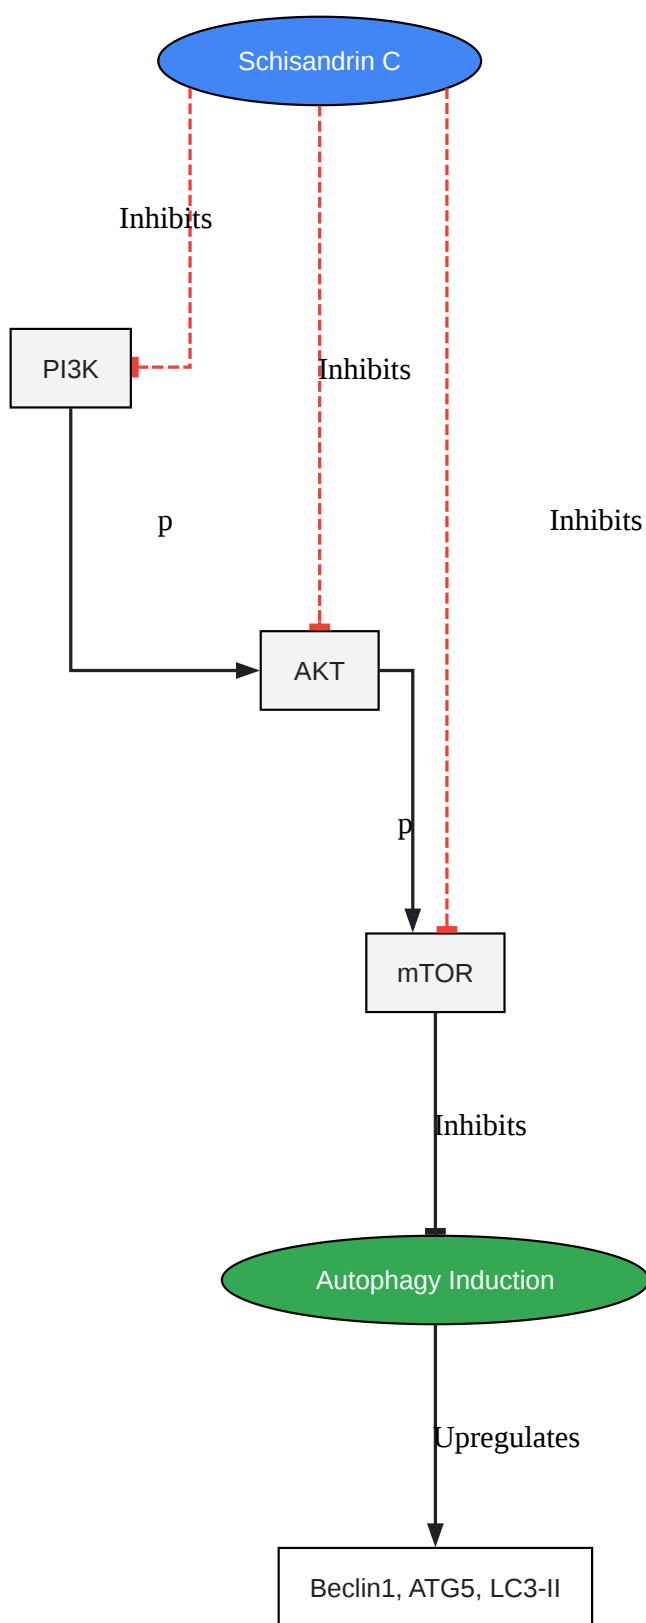 Schisandrin C
Inhibits
PI3K
Inhibits
p
Inhibits
AKT
p
mTOR
Inhibits
Autophagy Induction
Upregulates
Beclin1, ATG5, LC3-II